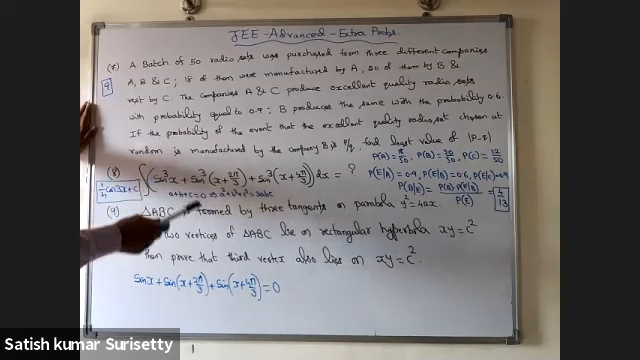 JEE-Advanced - Extra Probs.
(7) A Batch of 50 radio sets was purchased from three different companies
A, B & C; 18 of them were manufactured by A, 20 of them by B &
9
rest by C. The companies A & C produce excellent quality radio sets
with probability equal to 0.9; B produces the same with the probability 0.6
If the probability of the event that the excellent quality radio set chosen at
random is manufactured by the company B is P/q, find least value of |P-q|
P(A) = 18/50, P(B) = 20/50, P(C) = 12/50
(8) ∫(Sin³x + Sin³(x+2π/3) + Sin³(x+4π/3)) dx = ?
P(E/A) = 0.9, P(E/B) = 0.6, P(E/C) = 0.9
1/4 cos3x + C
a+b+c=0 ⇒ a³+b³+c³=3abc
P(B/E) = P(B)·P(E/B) / P(E) = 4/13
(9) ΔABC is formed by three tangents on parabola y²=4ax.
two vertices of ΔABC lie on rectangular hyperbola xy=c²
then prove that third vertex also lies on xy=c².
Sinx + Sin(x+2π/3) + Sin(x+4π/3) = 0
Satish kumar Surisetty